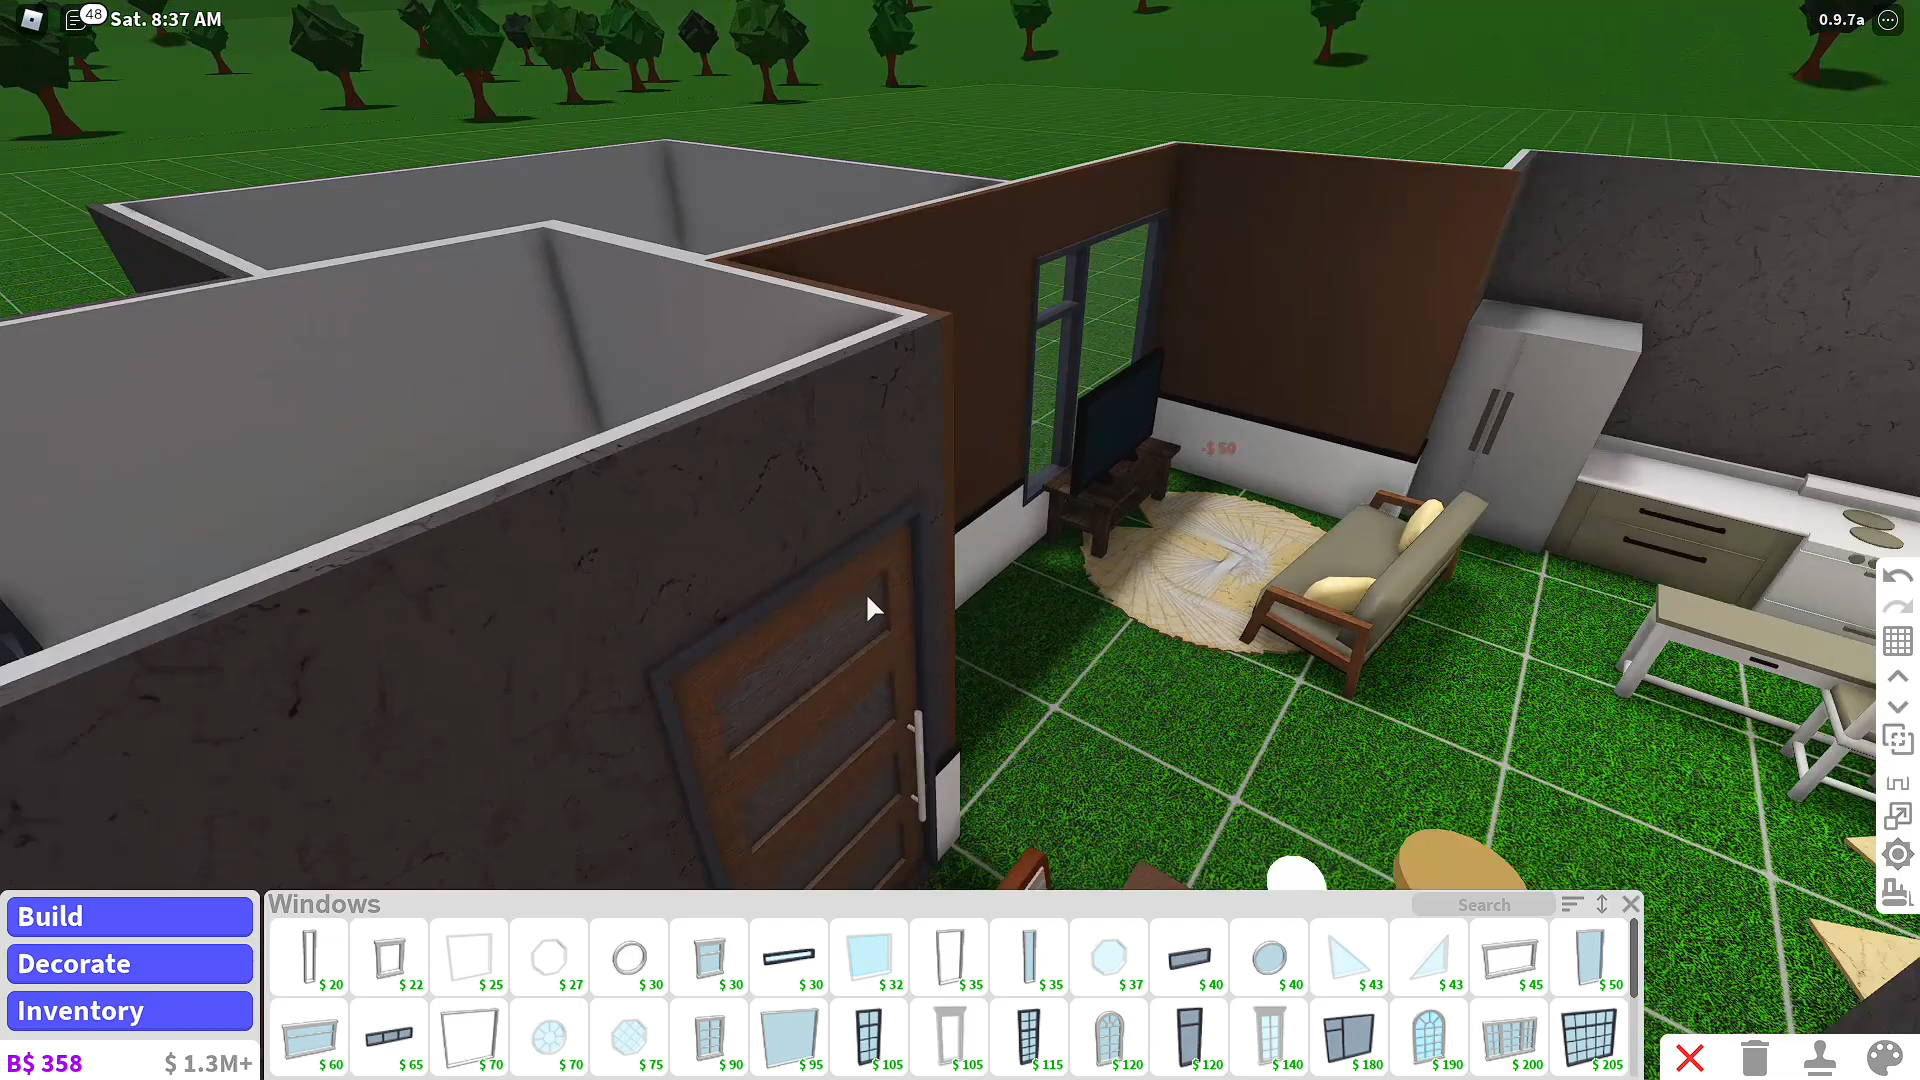 48 Sat. 8:37 AM
0.9.7a
-$ 50
Windows
Search
Build
Decorate
Inventory
B$ 358 $ 1.3M+
$ 20 $ 22 $ 25 $ 27 $ 30 $ 30 $ 30 $ 32 $ 35 $ 35 $ 37 $ 40 $ 40 $ 43 $ 43 $ 45 $ 50
$ 60 $ 65 $ 70 $ 70 $ 75 $ 90 $ 95 $ 105 $ 105 $ 115 $ 120 $ 120 $ 140 $ 180 $ 190 $ 200 $ 205